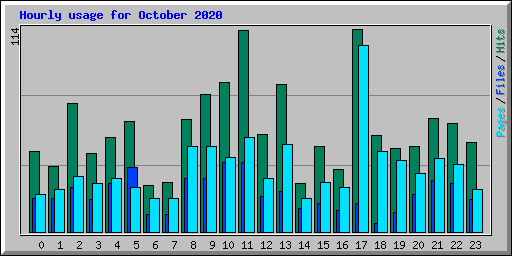 Hourly usage for October 2020
114
Pages / Files / Hits
0 1 2 3 4 5 6 7 8 9 10 11 12 13 14 15 16 17 18 19 20 21 22 23